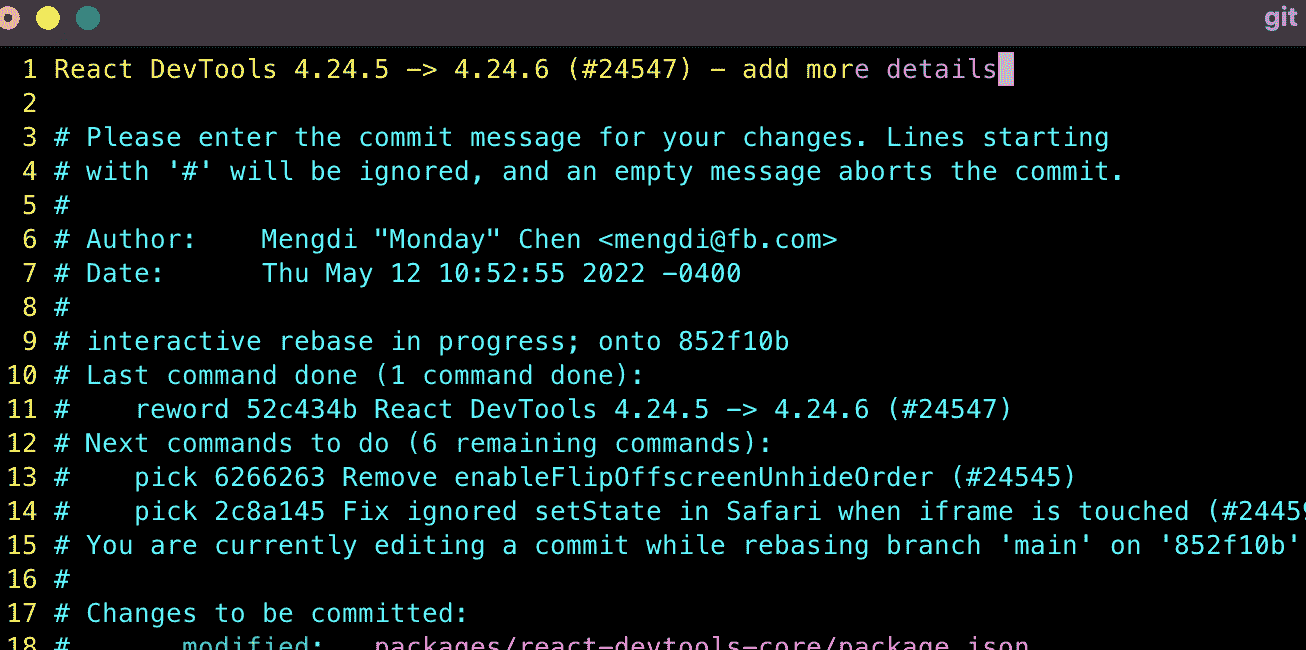 git
1 React DevTools 4.24.5 -> 4.24.6 (#24547) - add more details
2
3 # Please enter the commit message for your changes. Lines starting
4 # with '#' will be ignored, and an empty message aborts the commit.
5 #
6 # Author:    Mengdi "Monday" Chen <mengdi@fb.com>
7 # Date:      Thu May 12 10:52:55 2022 -0400
8 #
9 # interactive rebase in progress; onto 852f10b
10 # Last command done (1 command done):
11 #    reword 52c434b React DevTools 4.24.5 -> 4.24.6 (#24547)
12 # Next commands to do (6 remaining commands):
13 #    pick 6266263 Remove enableFlipOffscreenUnhideOrder (#24545)
14 #    pick 2c8a145 Fix ignored setState in Safari when iframe is touched (#2445
15 # You are currently editing a commit while rebasing branch 'main' on '852f10b'
16 #
17 # Changes to be committed:
18 #       modified:   packages/react-devtools-core/package.json